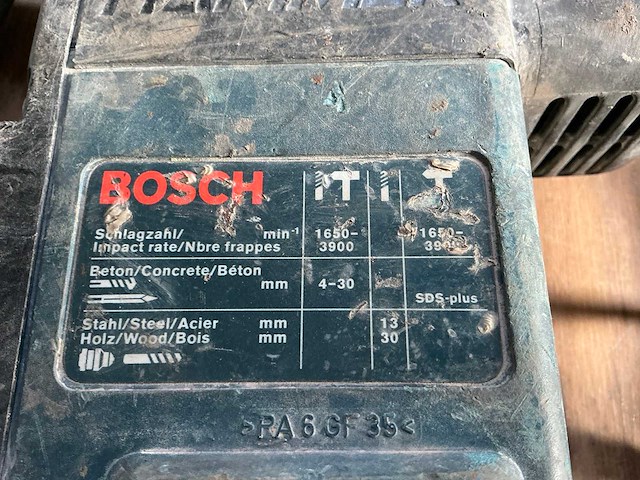 BOSCH
Schlagzahl/ min⁻¹ 1650- 1650-
Impact rate/Nbre frappes 3900
Beton/Concrete/Béton
mm 4-30
SDS-plus
Stahl/Steel/Acier mm 13
Holz/Wood/Bois mm 30
>PA 6 GF 35<